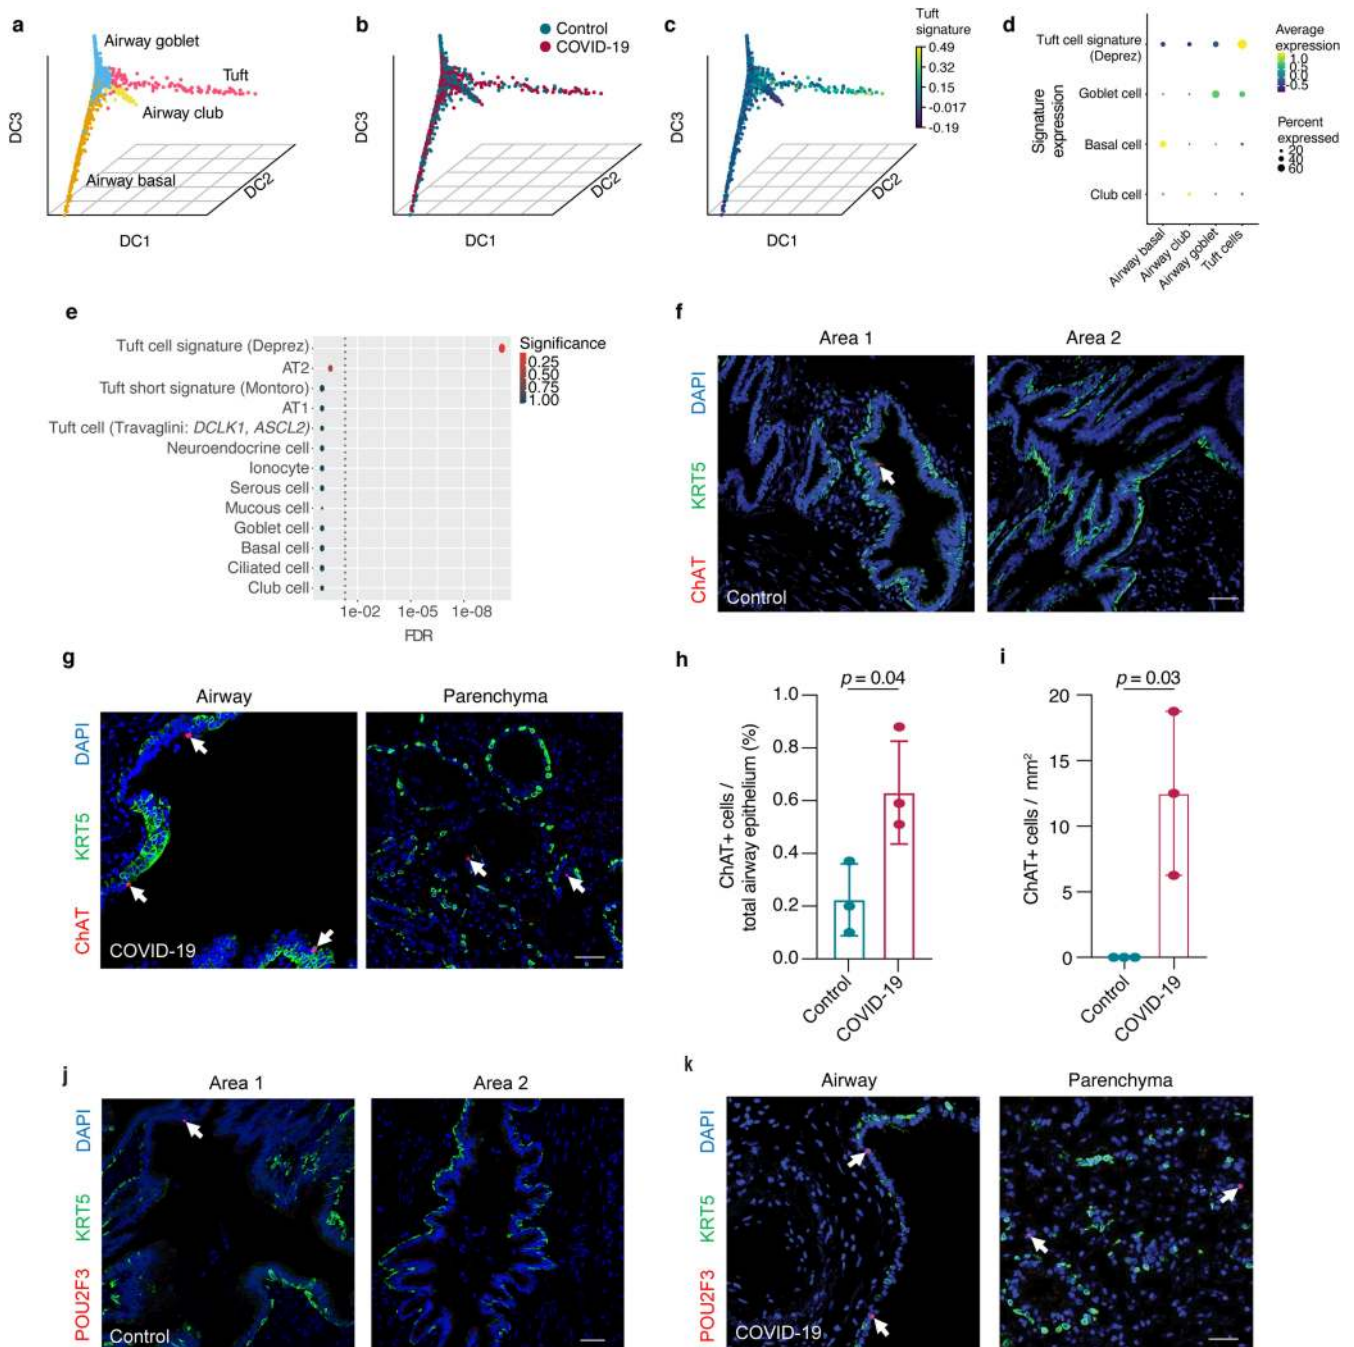 a
Airway goblet
Tuft
Airway club
Airway basal
DC3
DC2
DC1
b
Control
COVID-19
DC3
DC2
DC1
c
Tuft
signature
0.49
0.32
0.15
-0.017
-0.19
DC3
DC2
DC1
d
Tuft cell signature
(Deprez)
Goblet cell
Basal cell
Club cell
Signature
expression
Airway basal
Airway club
Airway goblet
Tuft cells
Average
expression
1.0
0.5
0.0
-0.5
Percent
expressed
20
40
60
e
Tuft cell signature (Deprez)
AT2
Tuft short signature (Montoro)
AT1
Tuft cell (Travaglini: DCLK1, ASCL2)
Neuroendocrine cell
Ionocyte
Serous cell
Mucous cell
Goblet cell
Basal cell
Ciliated cell
Club cell
1e-02 1e-05 1e-08
FDR
Significance
0.25
0.50
0.75
1.00
f
Area 1
Area 2
ChAT KRT5 DAPI
Control
g
Airway
Parenchyma
ChAT KRT5 DAPI
COVID-19
h
p = 0.04
ChAT+ cells /
total airway epithelium (%)
1.0
0.8
0.6
0.4
0.2
0.0
Control
COVID-19
i
p = 0.03
ChAT+ cells / mm2
20
15
10
5
0
Control
COVID-19
j
Area 1
Area 2
POU2F3 KRT5 DAPI
Control
k
Airway
Parenchyma
POU2F3 KRT5 DAPI
COVID-19